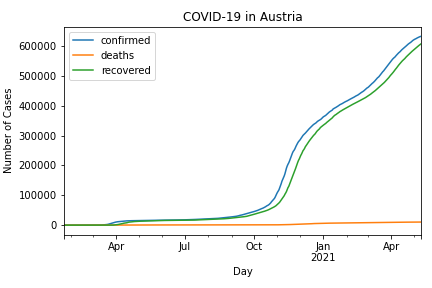 COVID-19 in Austria
confirmed
deaths
recovered
Number of Cases
600000
500000
400000
300000
200000
100000
0
Apr
Jul
Oct
Jan
2021
Apr
Day